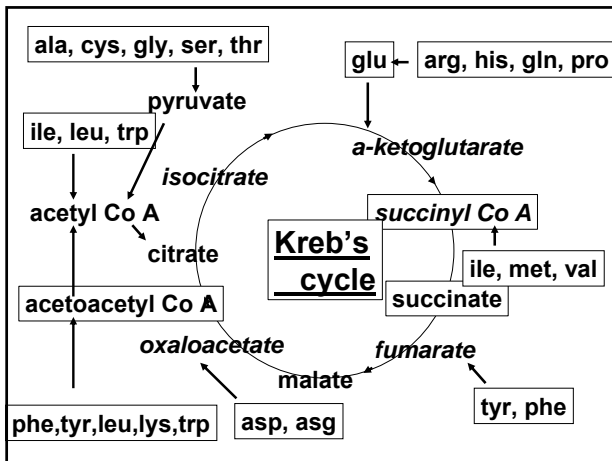 ala, cys, gly, ser, thr
glu
arg, his, gln, pro
pyruvate
ile, leu, trp
a-ketoglutarate
isocitrate
acetyl Co A
succinyl Co A
citrate
Kreb's
cycle
ile, met, val
acetoacetyl Co A
succinate
oxaloacetate
fumarate
malate
phe,tyr,leu,lys,trp
asp, asg
tyr, phe